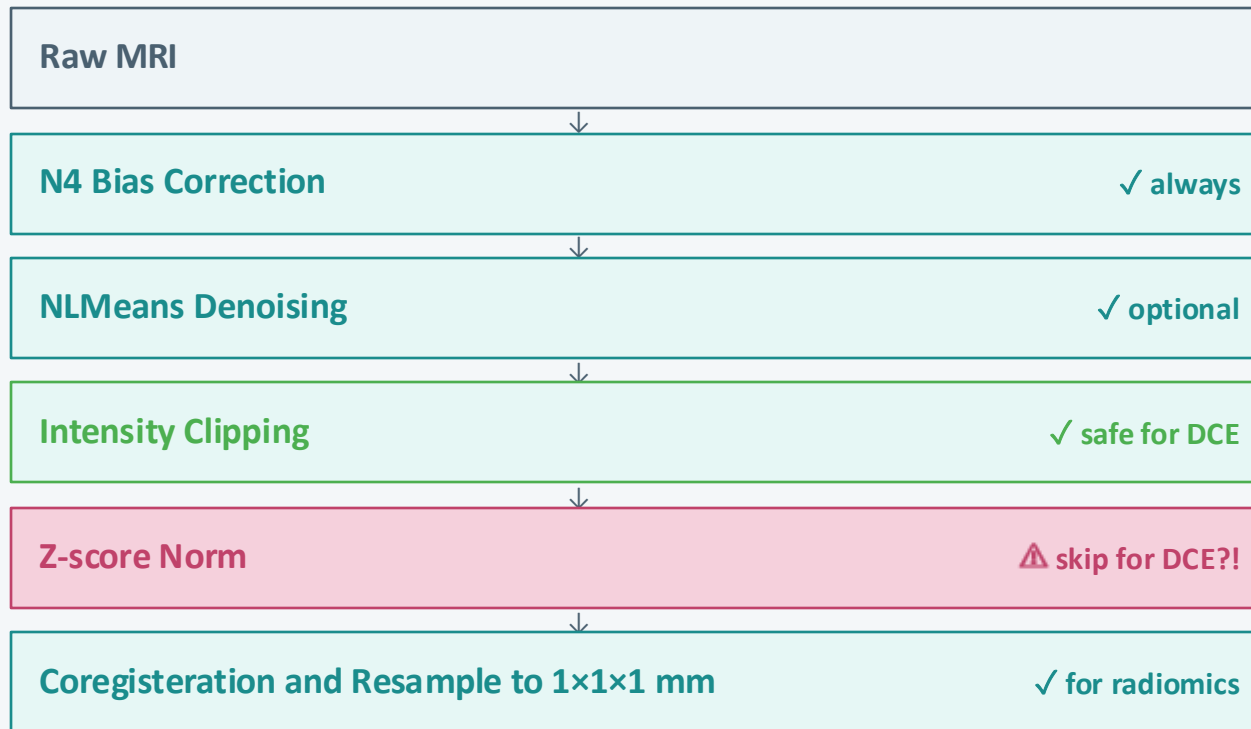 Raw MRI
↓
N4 Bias Correction ✓ always
↓
NLMeans Denoising ✓ optional
↓
Intensity Clipping ✓ safe for DCE
↓
Z-score Norm ⚠ skip for DCE?!
↓
Coregisteration and Resample to 1×1×1 mm ✓ for radiomics